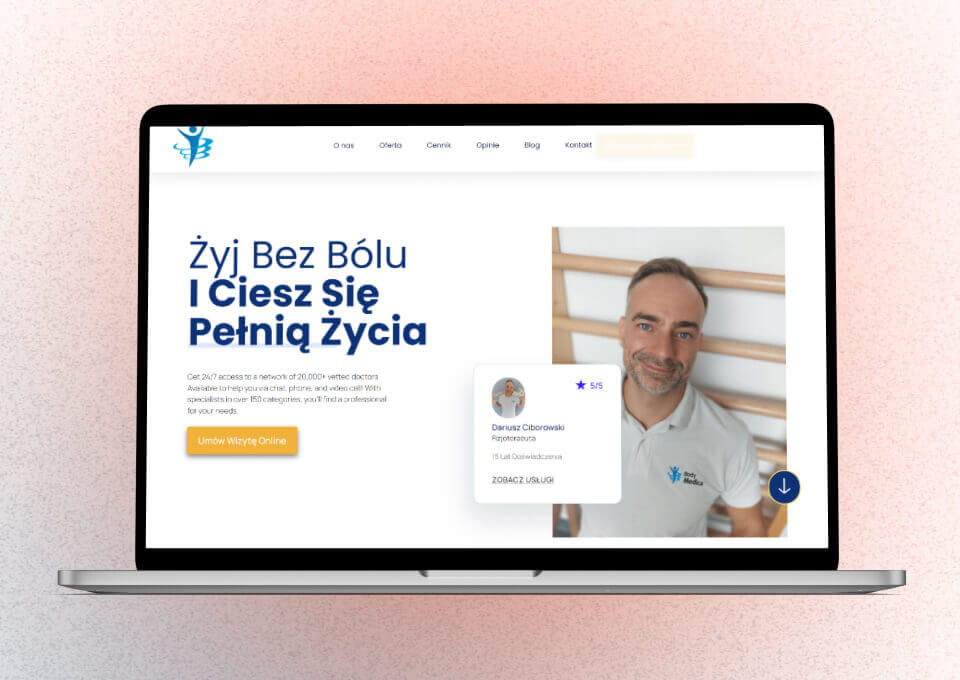 O nas Oferta Cennik Opinie Blog Kontakt
Żyj Bez Bólu
I Ciesz Się
Pełnią Życia
Get 24/7 access to a network of 20,000+ vetted doctors
Available to help you via chat, phone, and video call! With
specialists in over 150 categories, you'll find a professional
for your needs.
Umów Wizytę Online
5/5
Dariusz Ciborowski
Fizjoterapeuta
15 Lat Doświadczenia
ZOBACZ USŁUGI
Body
Medica